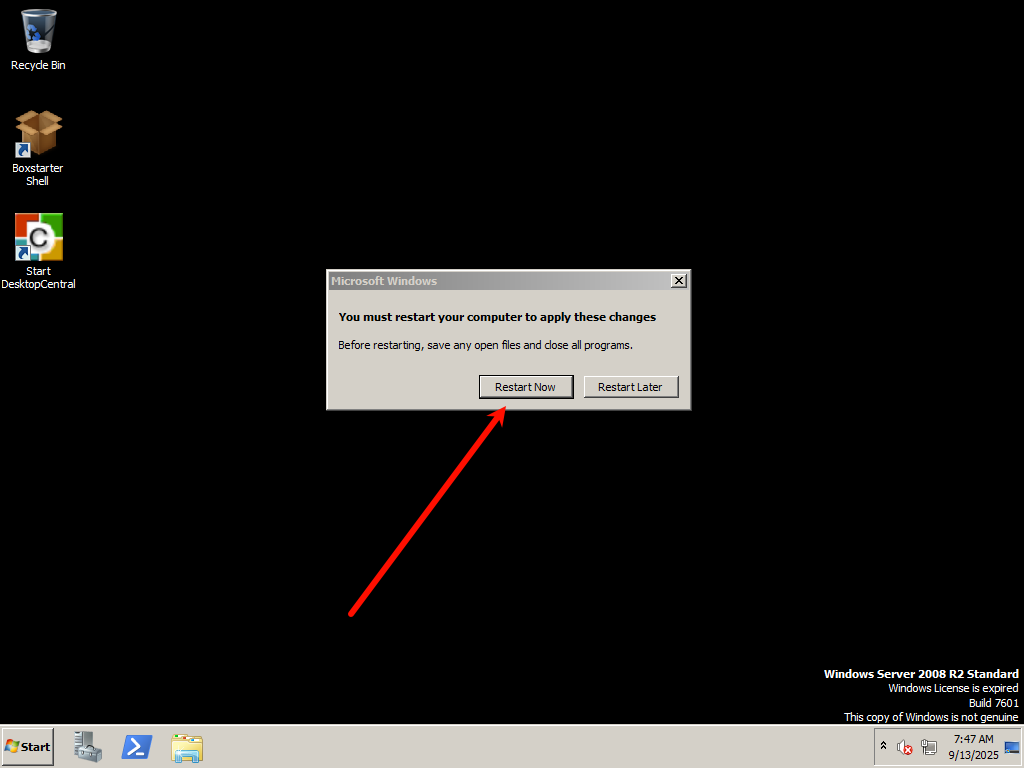 Recycle Bin
Boxstarter
Shell
Start
DesktopCentral
Microsoft Windows
You must restart your computer to apply these changes
Before restarting, save any open files and close all programs.
Restart Now
Restart Later
Windows Server 2008 R2 Standard
Windows License is expired
Build 7601
This copy of Windows is not genuine
Start
7:47 AM
9/13/2025